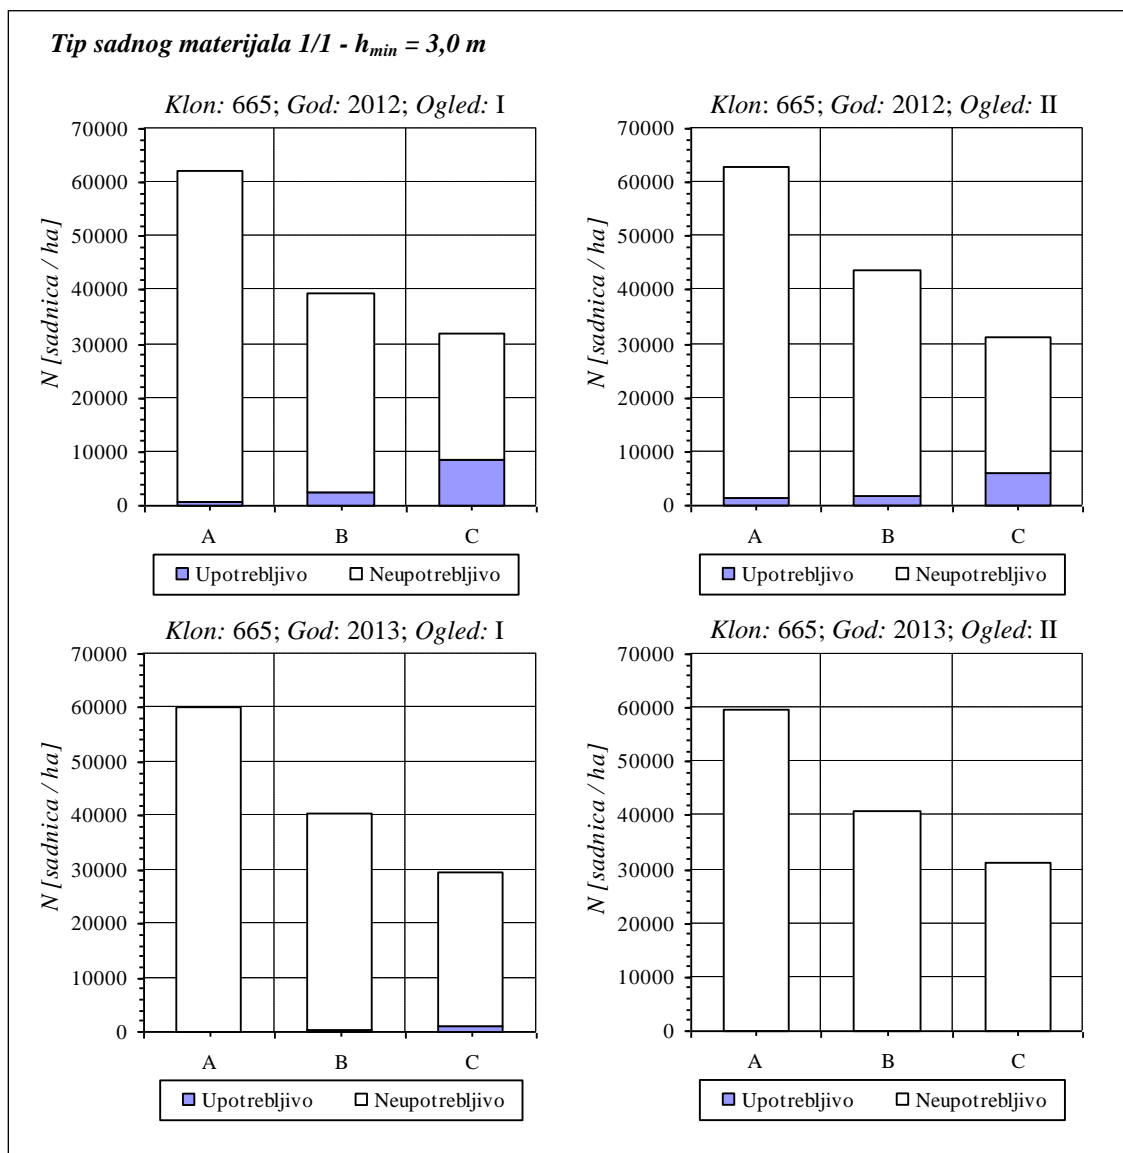 Tip sadnog materijala 1/1 - hmin = 3,0 m
Klon: 665; God: 2012; Ogled: I
N [sadnica / ha]
70000
60000
50000
40000
30000
20000
10000
0
A B C
Upotrebljivo Neupotrebljivo
Klon: 665; God: 2012; Ogled: II
N [sadnica / ha]
70000
60000
50000
40000
30000
20000
10000
0
A B C
Upotrebljivo Neupotrebljivo
Klon: 665; God: 2013; Ogled: I
N [sadnica / ha]
70000
60000
50000
40000
30000
20000
10000
0
A B C
Upotrebljivo Neupotrebljivo
Klon: 665; God: 2013; Ogled: II
N [sadnica / ha]
70000
60000
50000
40000
30000
20000
10000
0
A B C
Upotrebljivo Neupotrebljivo